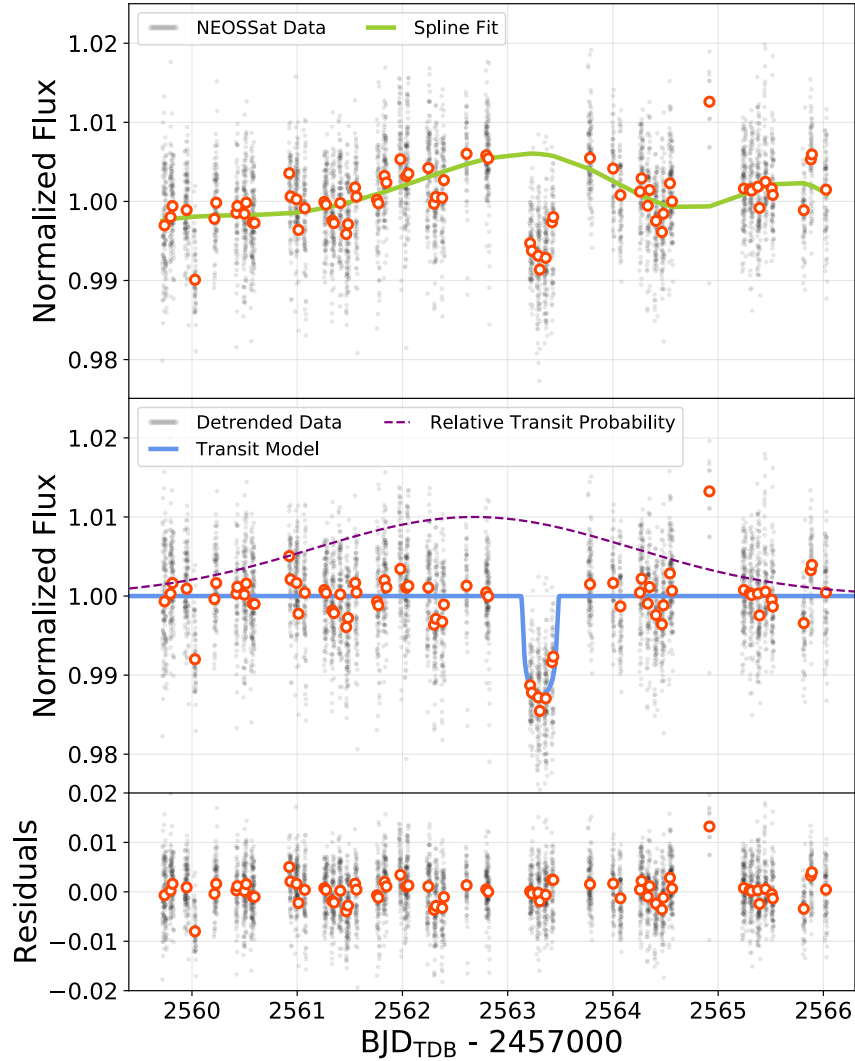 NEOSSat Data
Spline Fit
1.02
1.01
1.00
0.99
0.98
Normalized Flux
Detrended Data
Relative Transit Probability
Transit Model
1.02
1.01
1.00
0.99
0.98
Normalized Flux
0.02
0.01
0.00
−0.01
−0.02
Residuals
2560 2561 2562 2563 2564 2565 2566
BJD_TDB - 2457000